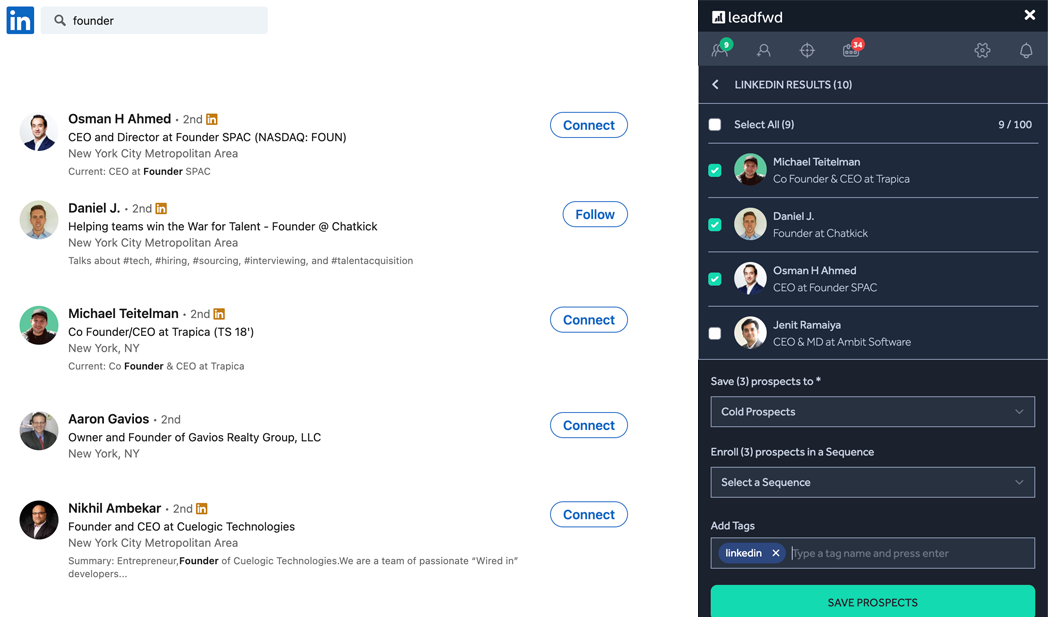 in
founder
Osman H Ahmed • 2nd in
CEO and Director at Founder SPAC (NASDAQ: FOUN)
New York City Metropolitan Area
Current: CEO at Founder SPAC
Connect
Daniel J. • 2nd in
Helping teams win the War for Talent - Founder @ Chatkick
New York City Metropolitan Area
Talks about #tech, #hiring, #sourcing, #interviewing, and #talentacquisition
Follow
Michael Teitelman • 2nd in
Co Founder/CEO at Trapica (TS 18')
New York, NY
Current: Co Founder & CEO at Trapica
Connect
Aaron Gavios • 2nd
Owner and Founder of Gavios Realty Group, LLC
New York, NY
Connect
Nikhil Ambekar • 2nd in
Founder and CEO at Cuelogic Technologies
New York City Metropolitan Area
Summary: Entrepreneur,Founder of Cuelogic Technologies.We are a team of passionate “Wired in”
developers...
Connect
leadfwd
9
34
LINKEDIN RESULTS (10)
Select All (9) 9 / 100
Michael Teitelman
Co Founder & CEO at Trapica
Daniel J.
Founder at Chatkick
Osman H Ahmed
CEO at Founder SPAC
Jenit Ramaiya
CEO & MD at Ambit Software
Save (3) prospects to *
Cold Prospects
Enroll (3) prospects in a Sequence
Select a Sequence
Add Tags
linkedin × Type a tag name and press enter
SAVE PROSPECTS